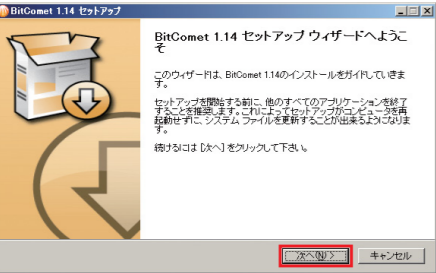 BitComet 1.14 セットアップ
BitComet 1.14 セットアップ ウィザードへようこ
そ
このウィザードは、BitComet 1.14のインストールをガイドしていきま
す。
セットアップを開始する前に、他のすべてのアプリケーションを終了
することを推奨します。これによってセットアップがコンピュータを再
起動せずに、システム ファイルを更新することが出来るようになりま
す。
続けるには [次へ] をクリックして下さい。
次へ(N) >
キャンセル